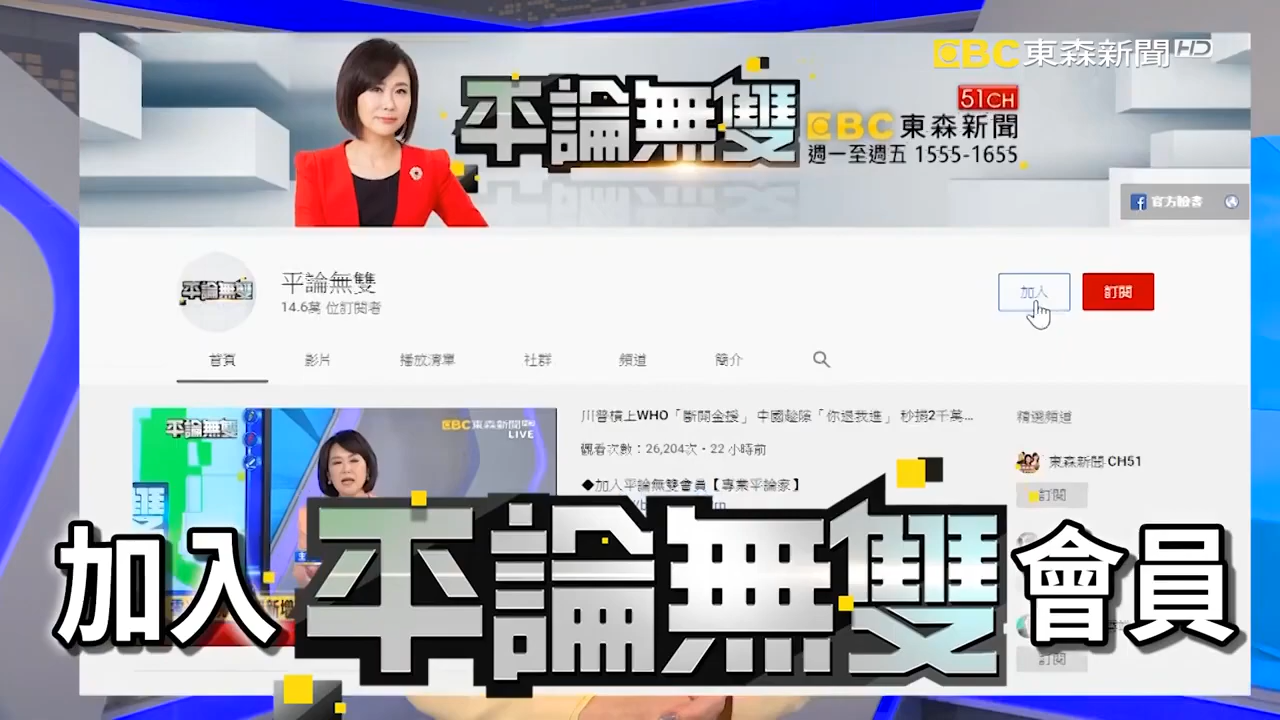 EBC東森新聞HD
平論無雙
51CH
EBC東森新聞
週一至週五 1555-1655
官方臉書
平論無雙
平論無雙
14.6萬 位訂閱者
加入
訂閱
首頁 影片 播放清單 社群 頻道 簡介
平論無雙
EBC東森新聞
LIVE
川普槓上WHO「斷開金援」 中國趁隙「你退我進」 秒捐2千萬...
觀看次數：26,204次・22 小時前
◆加入平論無雙會員【專業平論家】
精選頻道
東森新聞 CH51
訂閱
加入平論無雙會員
訂閱